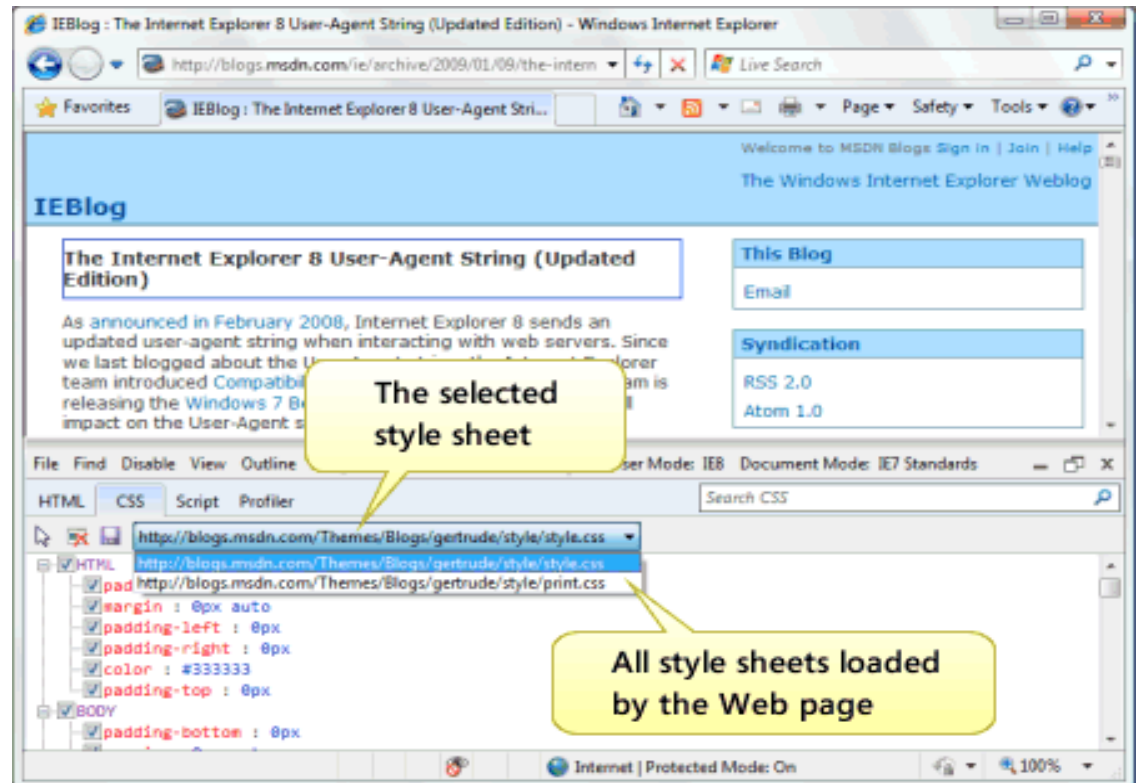 IEBlog : The Internet Explorer 8 User-Agent String (Updated Edition) - Windows Internet Explorer
http://blogs.msdn.com/ie/archive/2009/01/09/the-intern
Live Search
Favorites
IEBlog : The Internet Explorer 8 User-Agent Stri...
Page
Safety
Tools
Welcome to MSDN Blogs Sign in | Join | Help
The Windows Internet Explorer Weblog
IEBlog
The Internet Explorer 8 User-Agent String (Updated
Edition)
This Blog
Email
As announced in February 2008, Internet Explorer 8 sends an
updated user-agent string when interacting with web servers. Since
we last blogged about the
team introduced
releasing the Windows 7
impact on the User-Agent
Syndication
RSS 2.0
Atom 1.0
The selected
style sheet
File Find Disable View Outline Mode: IE8 Document Mode: IE7 Standards
HTML CSS Script Profiler
Search CSS
http://blogs.msdn.com/Themes/Blogs/gertrude/style/style.css
http://blogs.msdn.com/Themes/Blogs/gertrude/style/style.css
http://blogs.msdn.com/Themes/Blogs/gertrude/style/print.css
HTML
margin : 0px auto
padding-left : 0px
padding-right : 0px
color : #333333
padding-top : 0px
BODY
padding-bottom : 0px
All style sheets loaded
by the Web page
Internet | Protected Mode: On
100%